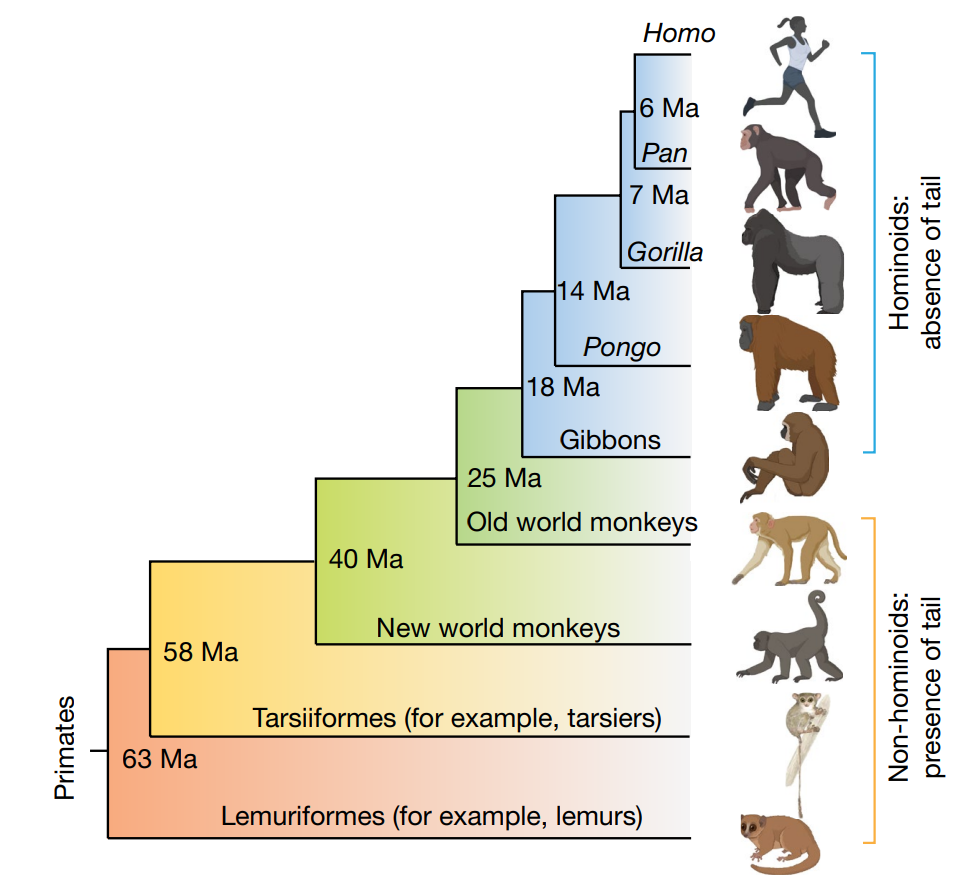 Homo
6 Ma
Pan
7 Ma
Gorilla
14 Ma
Pongo
18 Ma
Gibbons
25 Ma
Old world monkeys
40 Ma
New world monkeys
58 Ma
Tarsiiformes (for example, tarsiers)
63 Ma
Lemuriformes (for example, lemurs)
Primates
Hominoids:
absence of tail
Non-hominoids:
presence of tail